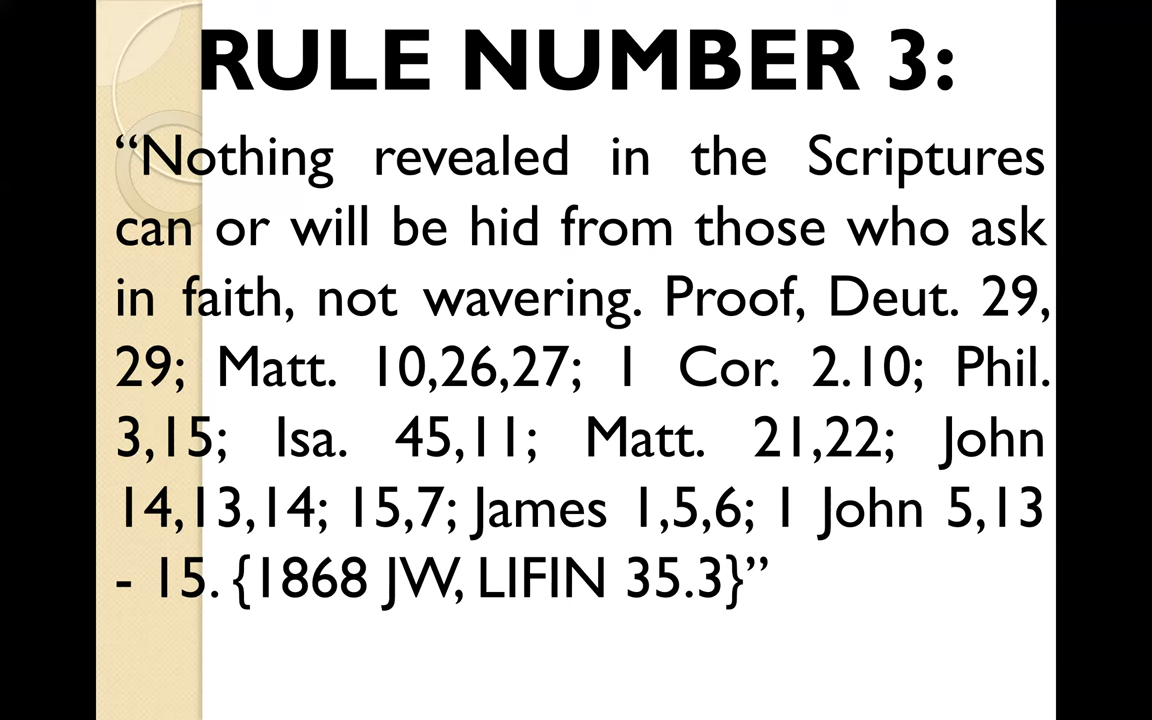 RULE NUMBER 3:
“Nothing revealed in the Scriptures
can or will be hid from those who ask
in faith, not wavering. Proof, Deut. 29,
29; Matt. 10,26,27; 1 Cor. 2.10; Phil.
3,15; Isa. 45,11; Matt. 21,22; John
14,13,14; 15,7; James 1,5,6; 1 John 5,13
- 15. {1868 JW, LIFIN 35.3}”